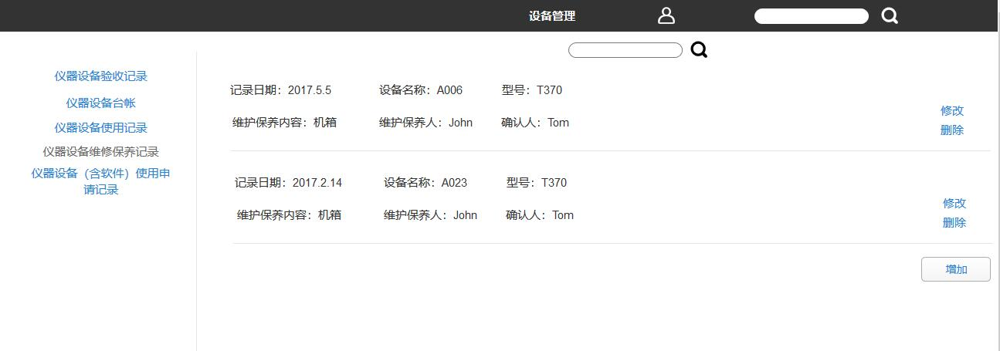 设备管理
仪器设备验收记录
仪器设备台帐
仪器设备使用记录
仪器设备维修保养记录
仪器设备（含软件）使用申
请记录
记录日期：2017.5.5 设备名称：A006 型号：T370
维护保养内容：机箱 维护保养人：John 确认人：Tom
修改
删除
记录日期：2017.2.14 设备名称：A023 型号：T370
维护保养内容：机箱 维护保养人：John 确认人：Tom
修改
删除
增加